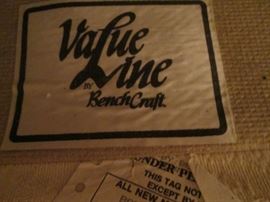 Value
Line
BY
BenchCraft.
UNDER PE
THIS TAG NOT
EXCEPT BY
ALL NEW M